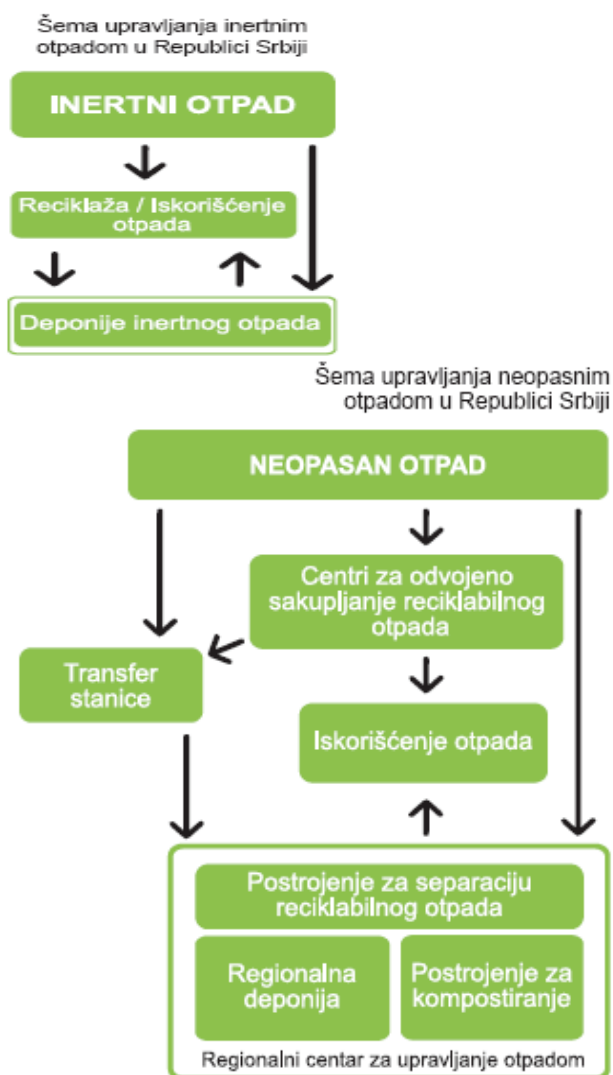 Šema upravljanja inertnim
otpadom u Republici Srbiji
INERTNI OTPAD
Reciklaža / Iskorišćenje
otpada
Deponije inertnog otpada
Šema upravljanja neopasnim
otpadom u Republici Srbiji
NEOPASAN OTPAD
Centri za odvojeno
sakupljanje reciklabilnog
otpada
Transfer
stanice
Iskorišćenje otpada
Postrojenje za separaciju
reciklabilnog otpada
Regionalna
deponija
Postrojenje za
kompostiranje
Regionalni centar za upravljanje otpadom